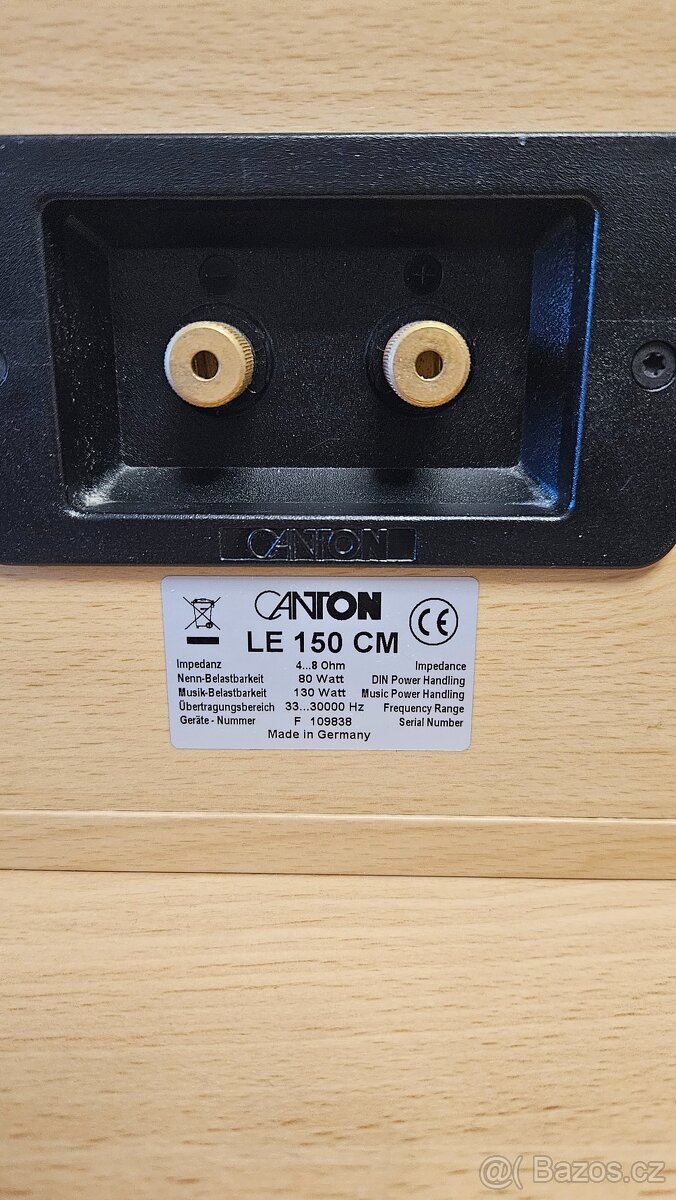 − +
CANTON
CANTON
LE 150 CM
CE
Impedanz 4...8 Ohm Impedance
Nenn-Belastbarkeit 80 Watt DIN Power Handling
Musik-Belastbarkeit 130 Watt Music Power Handling
Übertragungsbereich 33...30000 Hz Frequency Range
Geräte - Nummer F 109838 Serial Number
Made in Germany
@ Bazos.cz